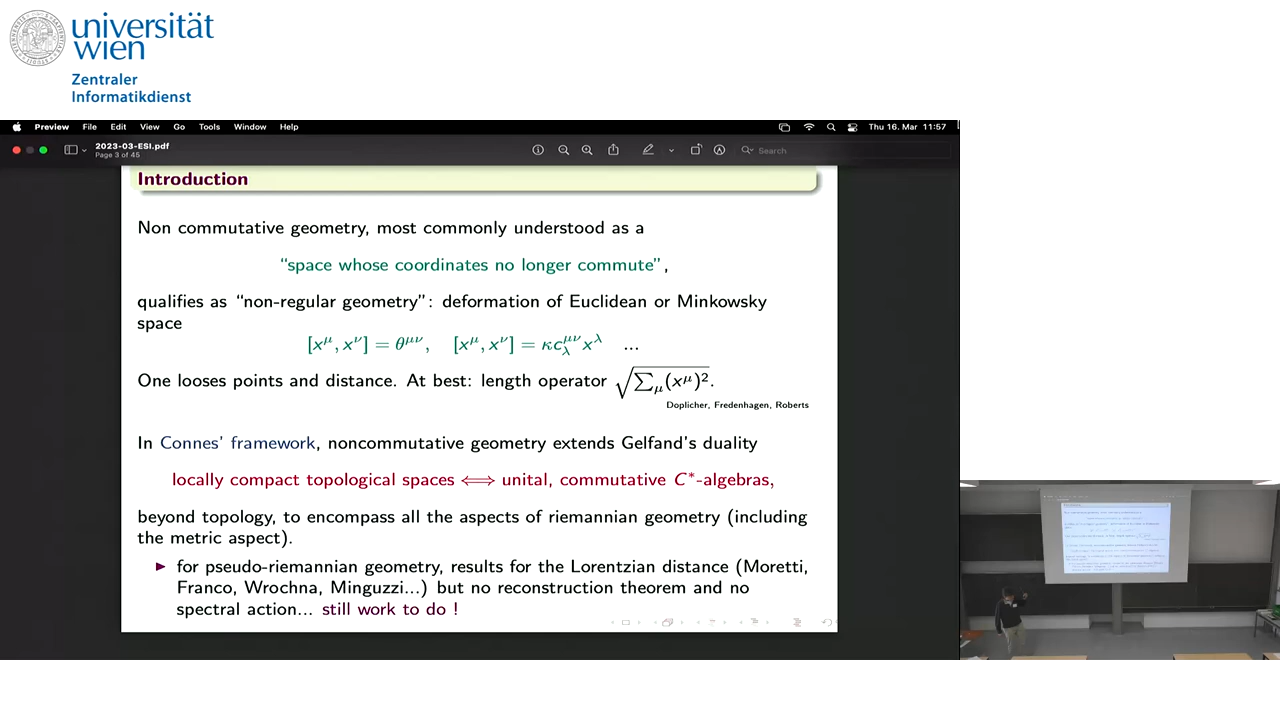 universität
wien
Zentraler
Informatikdienst
Preview File Edit View Go Tools Window Help Thu 16. Mar 11:57
2023-03-ESI.pdf
Page 3 of 45
Search
Introduction
Non commutative geometry, most commonly understood as a
“space whose coordinates no longer commute”,
qualifies as “non-regular geometry”: deformation of Euclidean or Minkowsky
space
[x^μ, x^ν] = θ^{μν}, [x^μ, x^ν] = κc_λ^{μν} x^λ ...
One looses points and distance. At best: length operator √(∑_μ(x^μ)²).
Doplicher, Fredenhagen, Roberts
In Connes’ framework, noncommutative geometry extends Gelfand’s duality
locally compact topological spaces ⟺ unital, commutative C*-algebras,
beyond topology, to encompass all the aspects of riemannian geometry (including
the metric aspect).
► for pseudo-riemannian geometry, results for the Lorentzian distance (Moretti,
Franco, Wrochna, Minguzzi...) but no reconstruction theorem and no
spectral action... still work to do !